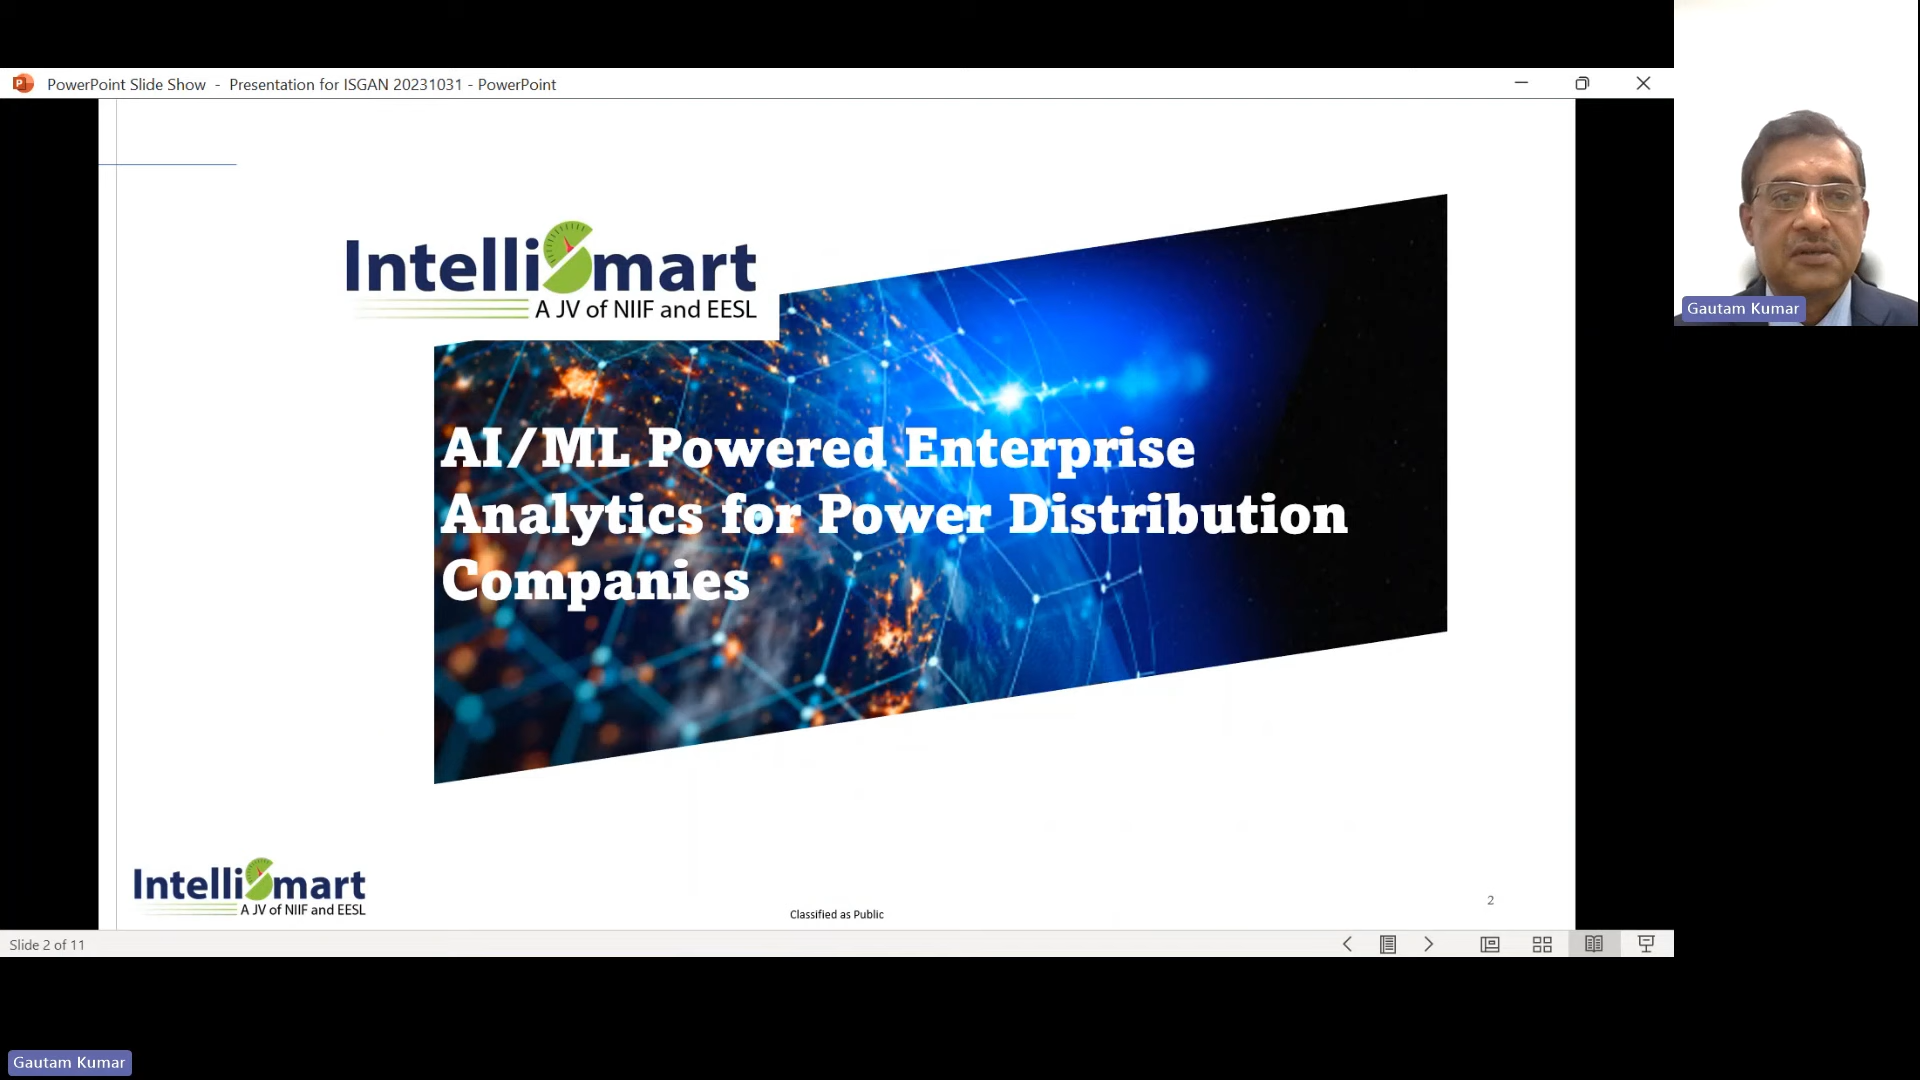 PowerPoint Slide Show - Presentation for ISGAN 20231031 - PowerPoint
IntelliSmart
A JV of NIIF and EESL
AI/ML Powered Enterprise
Analytics for Power Distribution
Companies
IntelliSmart
A JV of NIIF and EESL
Classified as Public
2
Slide 2 of 11
Gautam Kumar
Gautam Kumar